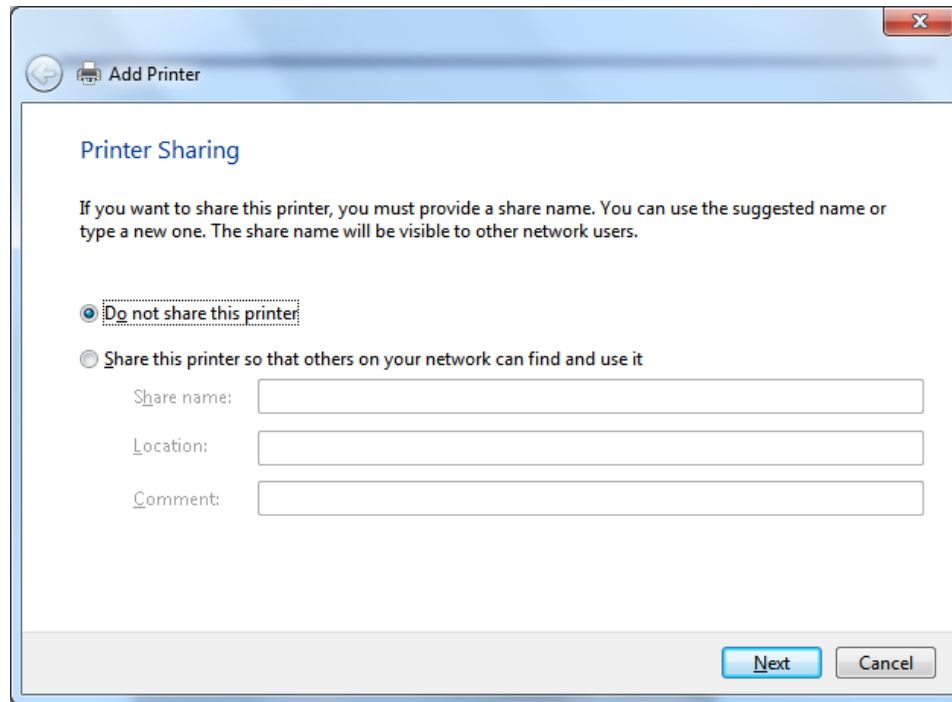 Add Printer
Printer Sharing
If you want to share this printer, you must provide a share name. You can use the suggested name or
type a new one. The share name will be visible to other network users.
Do not share this printer
Share this printer so that others on your network can find and use it
Share name:
Location:
Comment:
Next Cancel